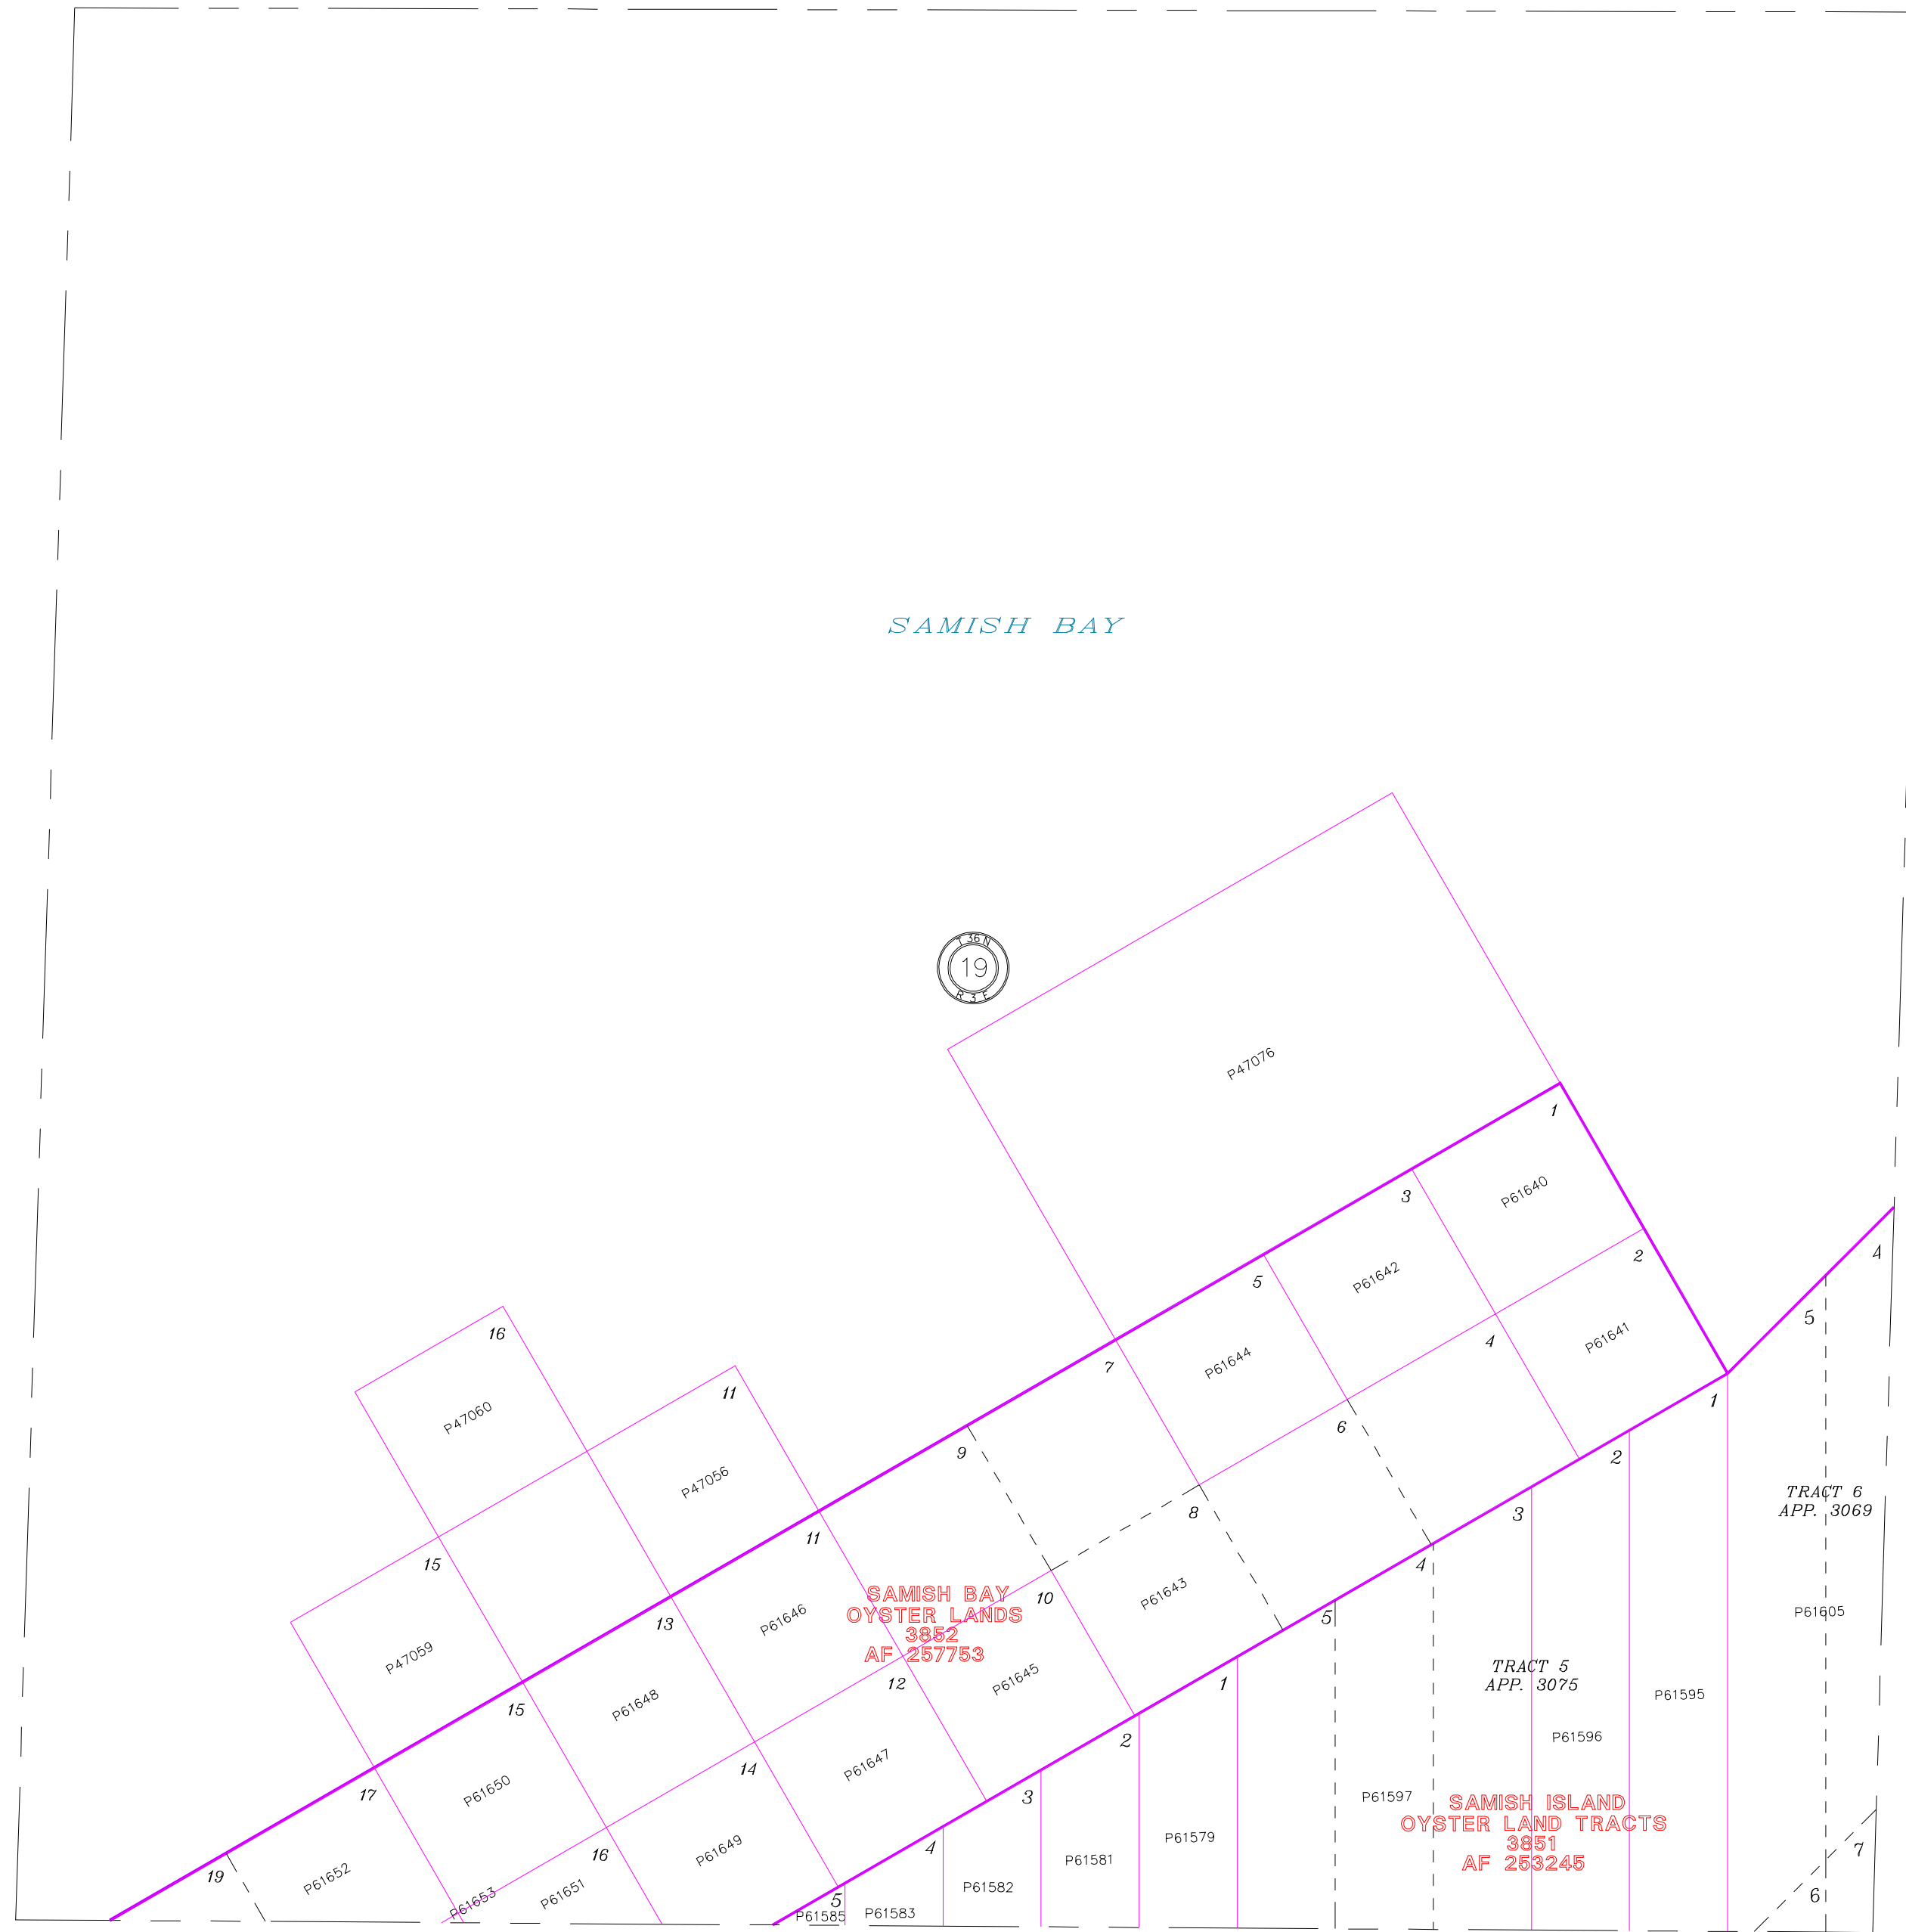 SAMISH BAY
T 36 N
19
R 3 E
P47076
1
P61640
3
2
4
P61642
5
5
P61644
4
P61641
16
7
1
11
P47060
6
2
9
P47056
8
3
TRACT 6
APP. 3069
15
11
4
SAMISH BAY
OYSTER LANDS
3852
AF 257753
10
P61643
5
P61605
13
P61646
P47059
12
P61645
1
TRACT 5
APP. 3075
P61595
15
P61648
2
P61596
14
P61647
17
P61650
3
P61597
SAMISH ISLAND
OYSTER LAND TRACTS
3851
AF 253245
4
P61579
16
P61649
P61581
7
19
P61652
P61653
P61651
5
P61582
6
P61585
P61583